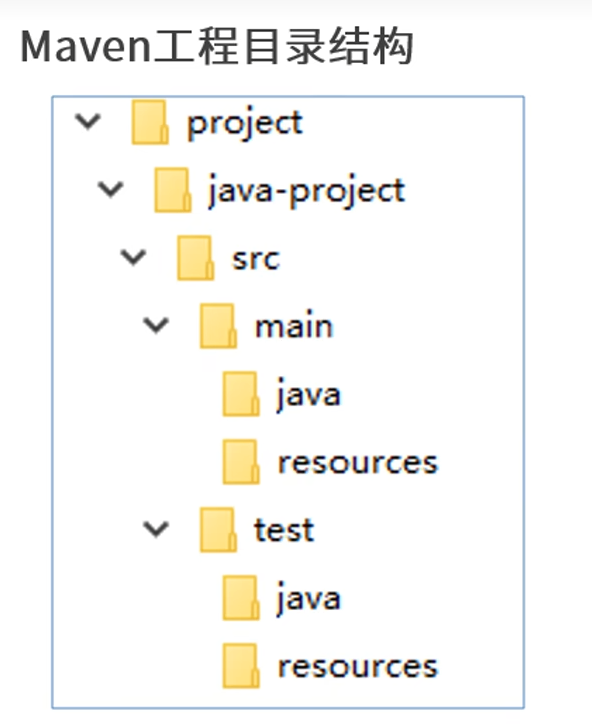 Maven工程目录结构
project
java-project
src
main
java
resources
test
java
resources